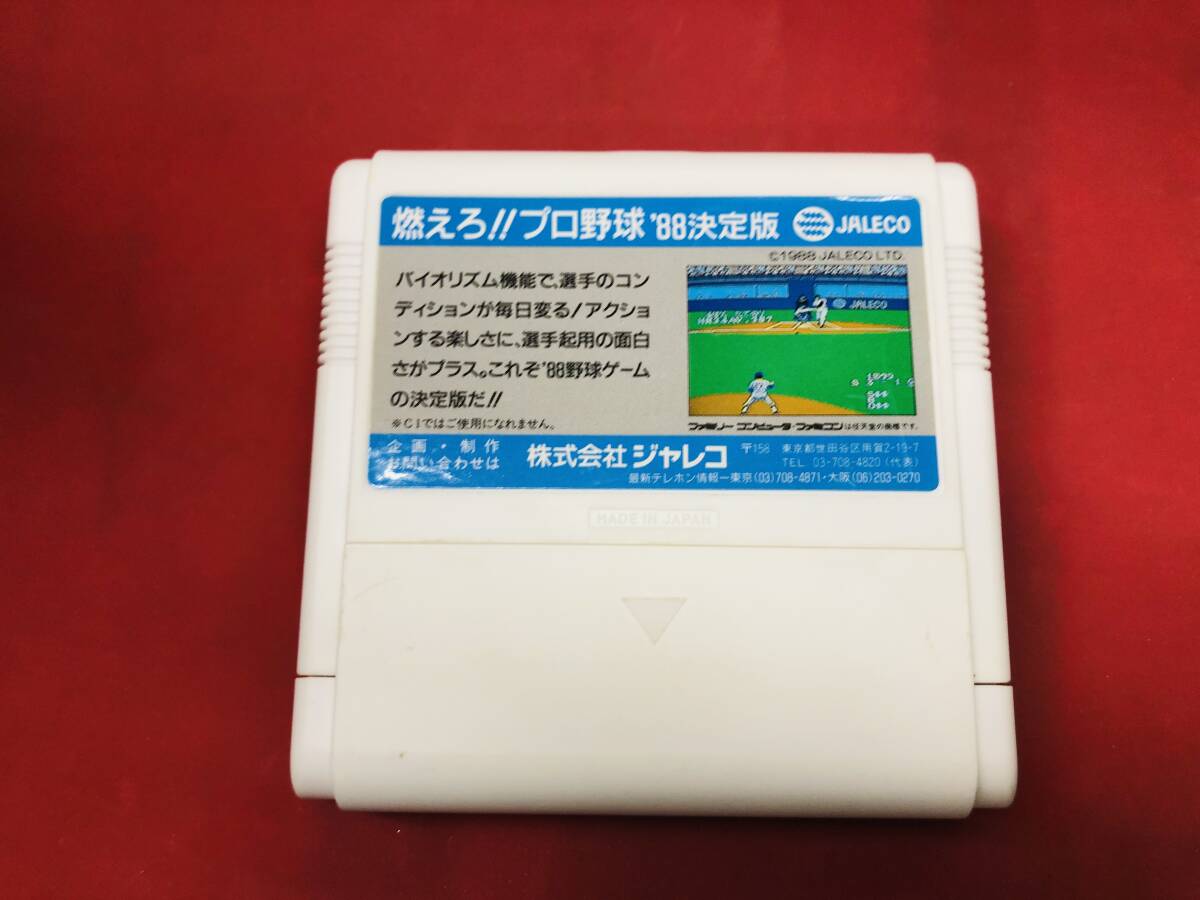 燃えろ!!プロ野球'88決定版 JALECO
©1988 JALECO LTD.
バイオリズム機能で、選手のコン
ディションが毎日変る!アクショ
ンする楽しさに、選手起用の面白
さがプラス。これぞ'88野球ゲーム
の決定版だ!!
※C1ではご使用になれません。
JALECO
ファミリーコンピュータ・ファミコンは任天堂の商標です。
企画・制作
お問い合わせは
株式会社ジャレコ
〒158 東京都世田谷区用賀2-19-7
TEL 03-708-4820(代表)
最新テレホン情報ー東京(03)708-4871・大阪(06)203-0270
MADE IN JAPAN